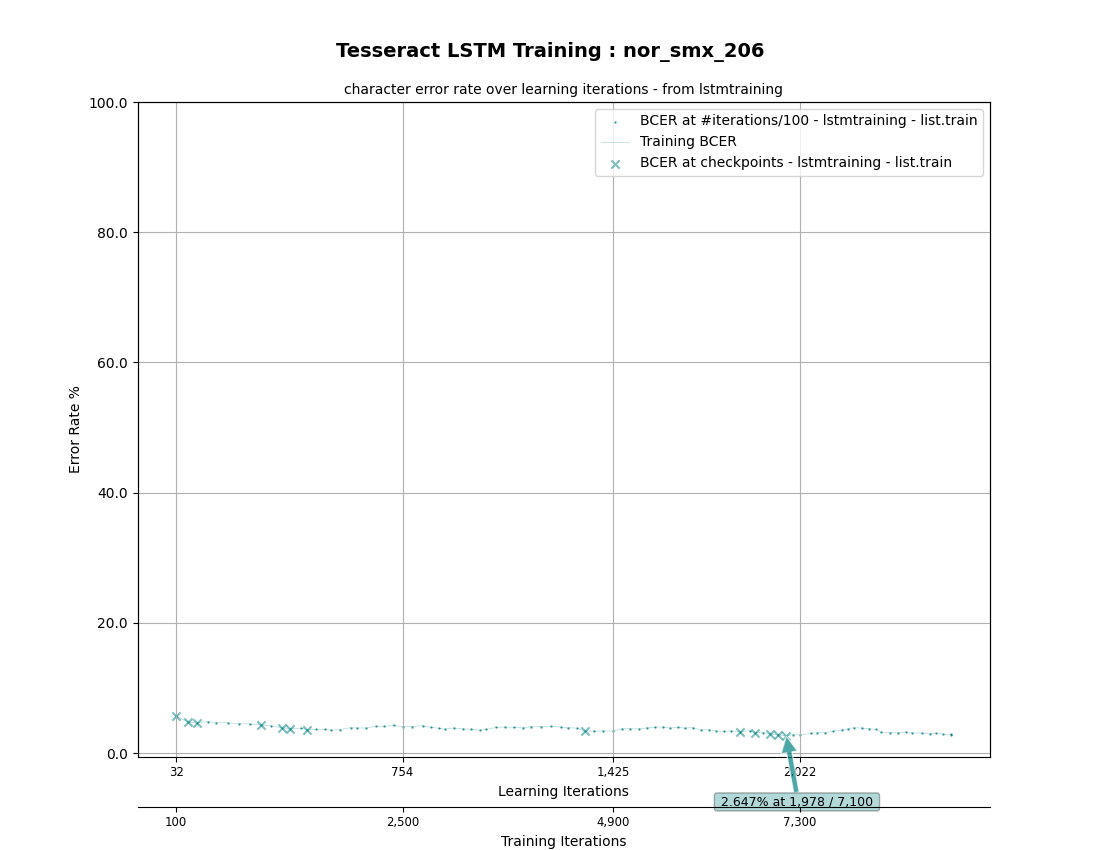 Tesseract LSTM Training : nor_smx_206
character error rate over learning iterations - from lstmtraining
BCER at #iterations/100 - lstmtraining - list.train
Training BCER
BCER at checkpoints - lstmtraining - list.train
100.0
80.0
60.0
40.0
20.0
0.0
Error Rate %
32 754 1,425 2,022
Learning Iterations
2.647% at 1,978 / 7,100
100 2,500 4,900 7,300
Training Iterations